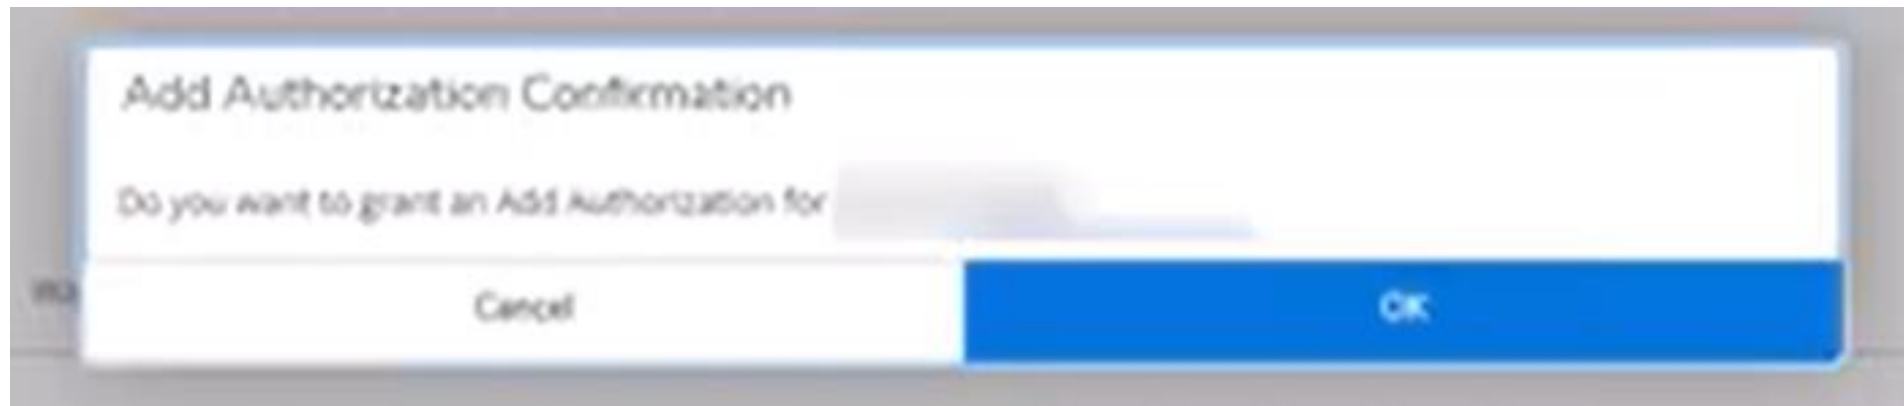 Add Authorization Confirmation
Do you want to grant an Add Authorization for
Cancel
OK